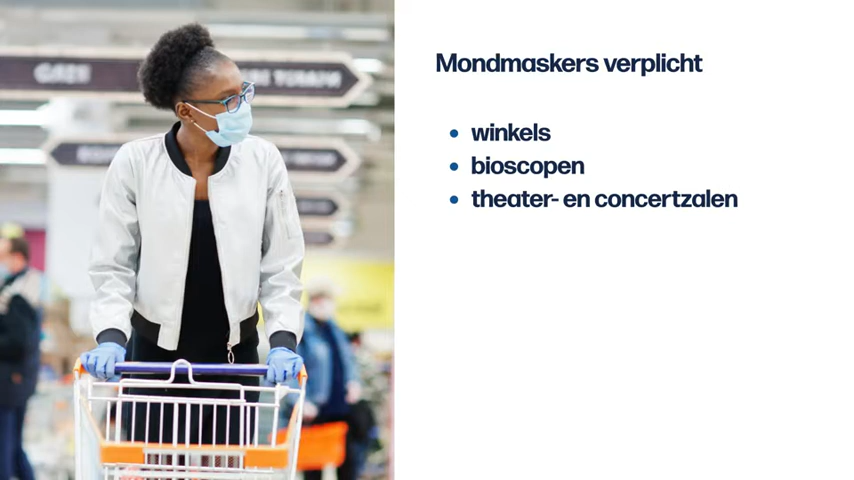 Mondmaskers verplicht
• winkels
• bioscopen
• theater- en concertzalen